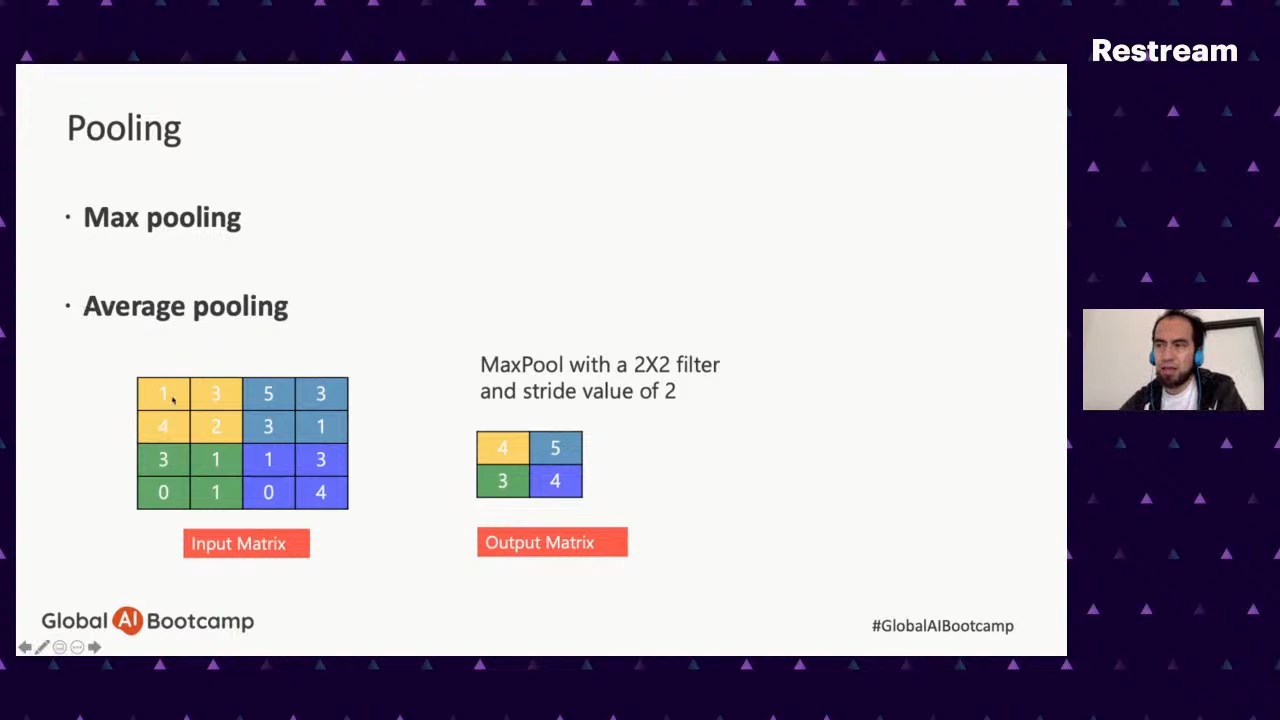 Restream
Pooling
· Max pooling
· Average pooling
MaxPool with a 2X2 filter
and stride value of 2
1 3 5 3
4 2 3 1
3 1 1 3
0 1 0 4
4 5
3 4
Input Matrix
Output Matrix
Global AI Bootcamp
#GlobalAIBootcamp